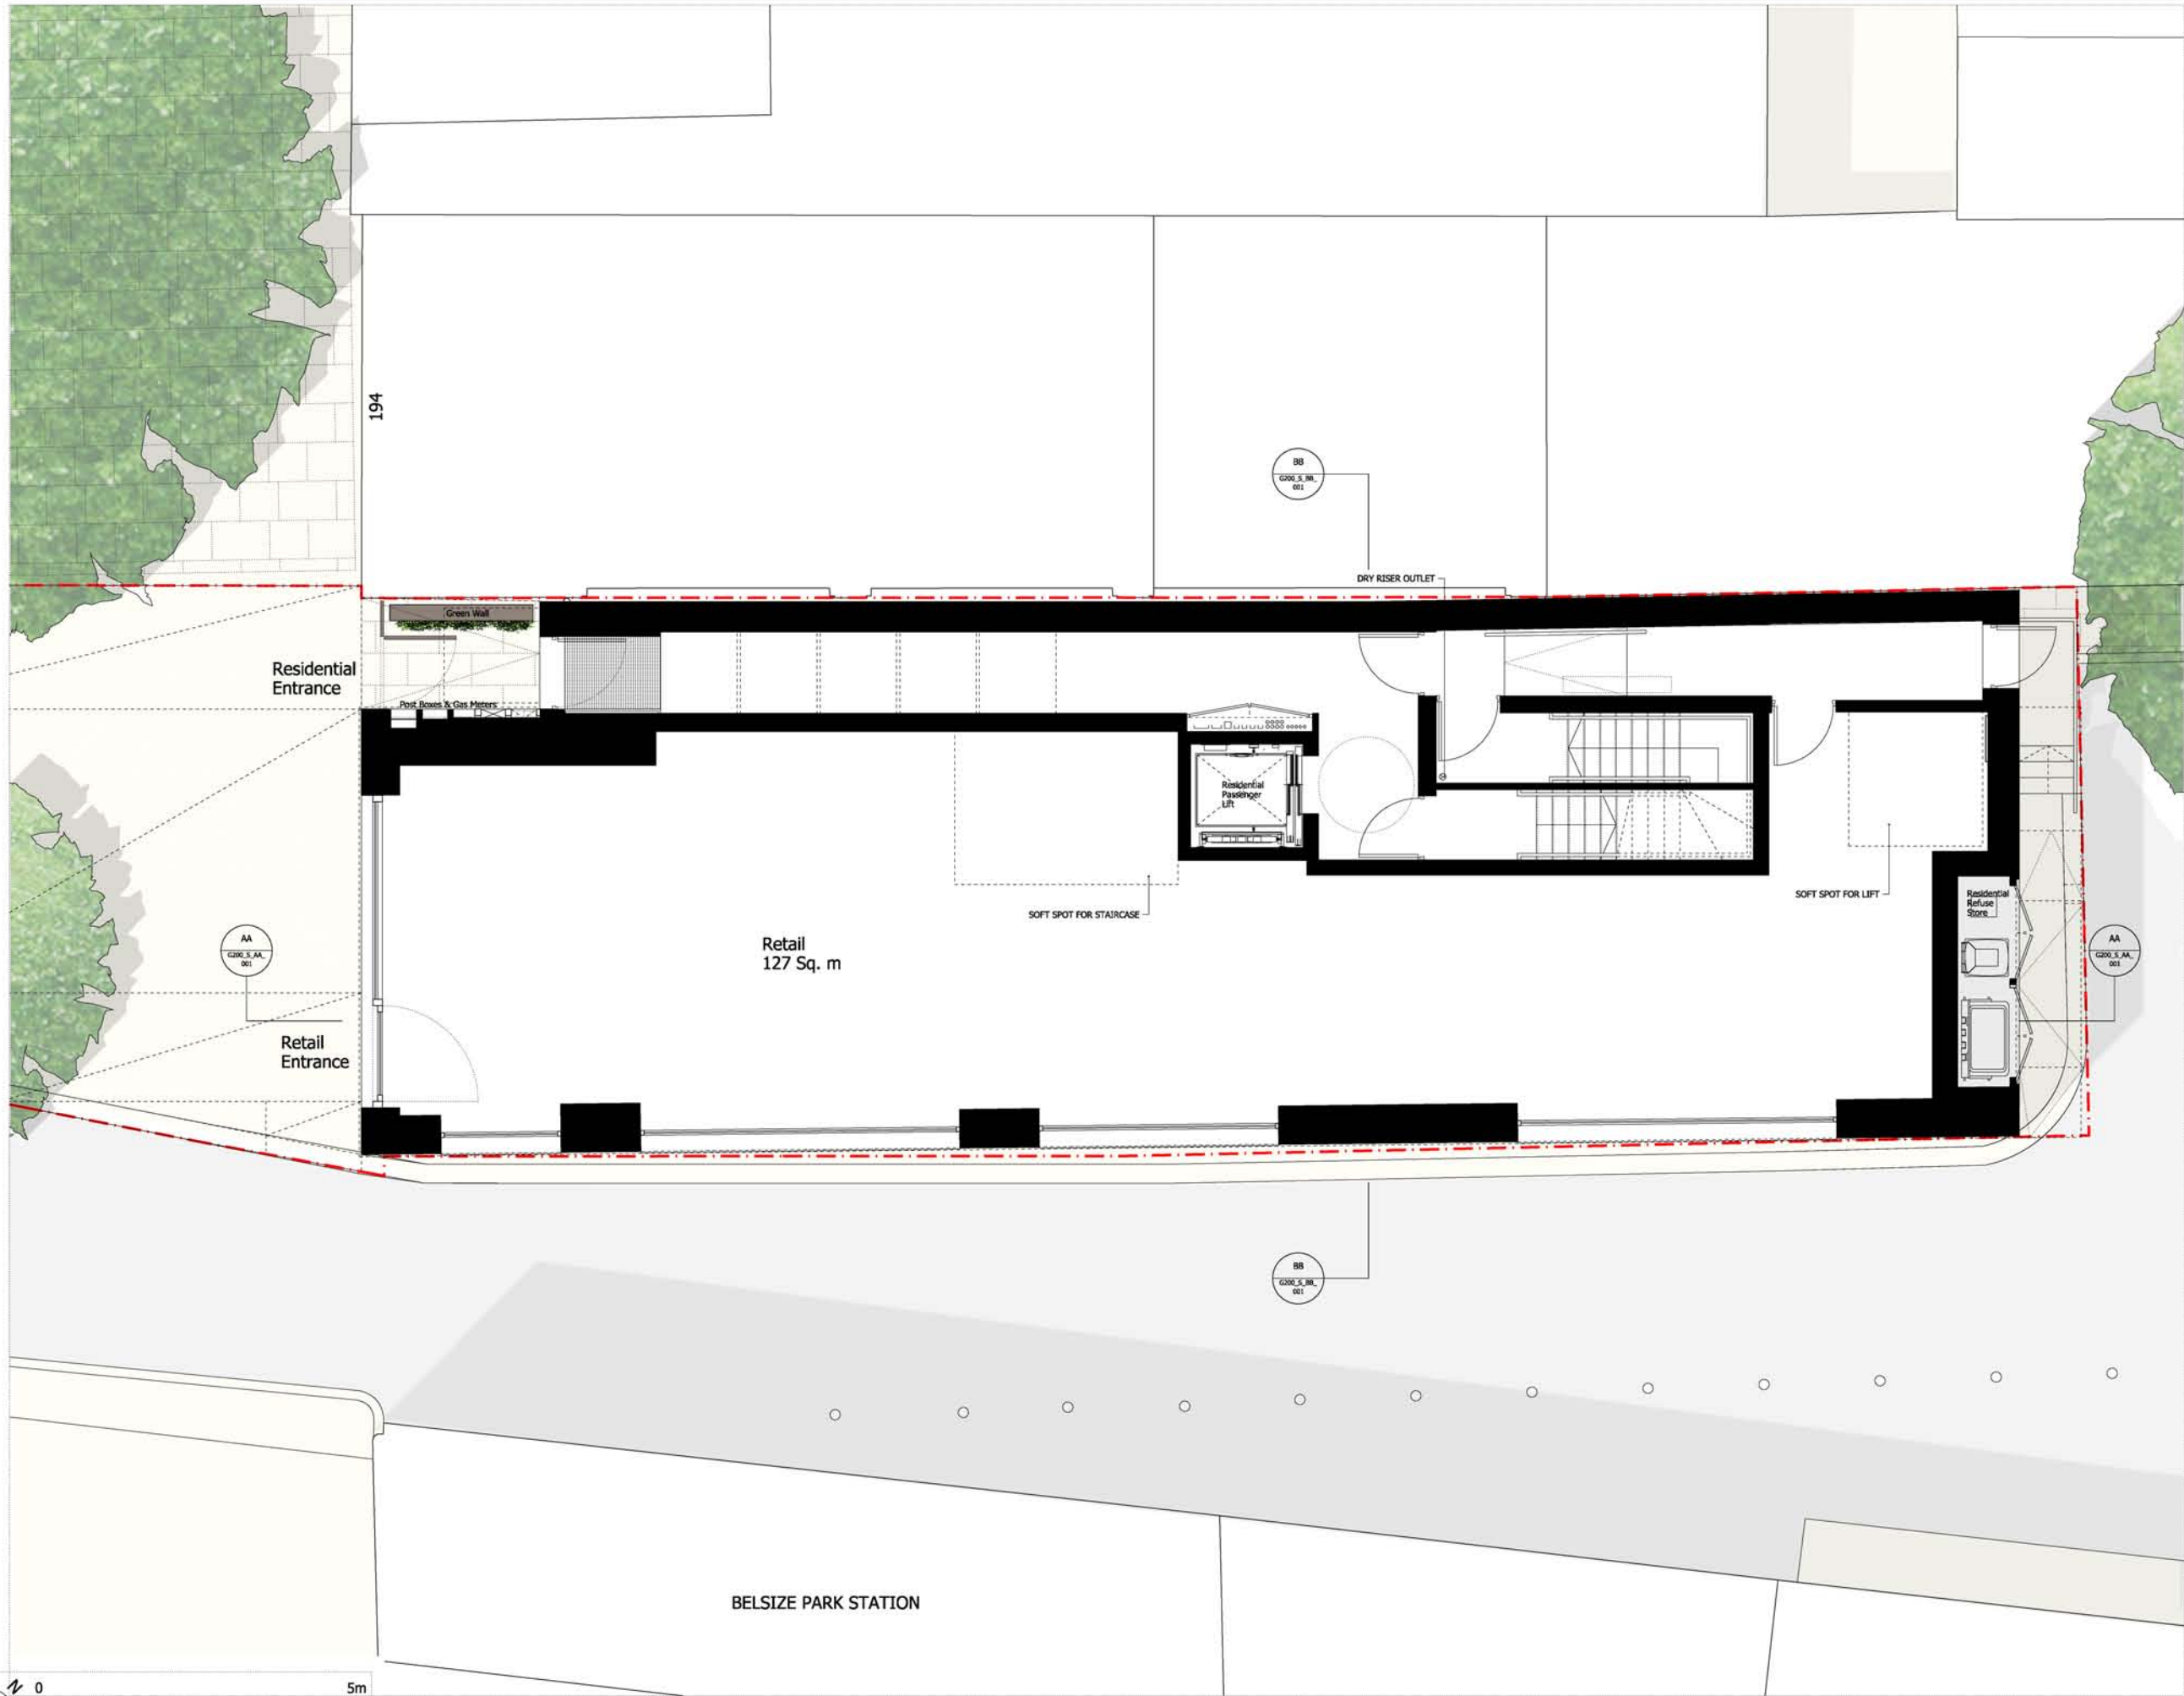 194
BB
G200_S_BB_
001
DRY RISER OUTLET
Green Wall
Residential
Entrance
Post Boxes & Gas Meters
Residential
Passenger
Lift
SOFT SPOT FOR STAIRCASE
SOFT SPOT FOR LIFT
Residential
Refuse
Store
AA
G200_S_AA_
001
Retail
127 Sq. m
AA
G200_S_AA_
001
Retail
Entrance
BB
G200_S_BB_
001
BELSIZE PARK STATION
N 0
5m